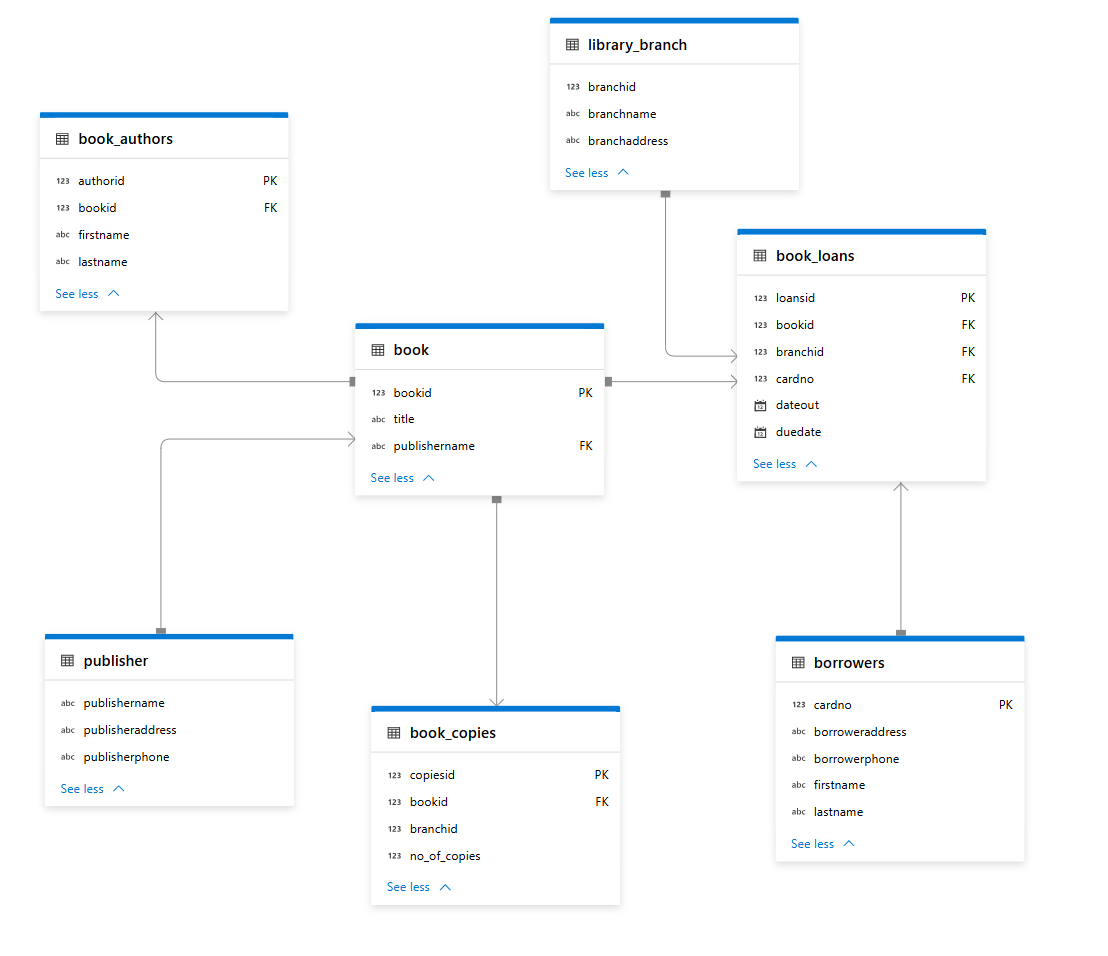 library_branch
123 branchid
abc branchname
abc branchaddress
See less
book_authors
123 authorid PK
123 bookid FK
abc firstname
abc lastname
See less
book_loans
123 loansid PK
123 bookid FK
123 branchid FK
123 cardno FK
12 dateout
12 duedate
See less
book
123 bookid PK
abc title
abc publishername FK
See less
publisher
abc publishername
abc publisheraddress
abc publisherphone
See less
borrowers
123 cardno PK
abc borroweraddress
abc borrowerphone
abc firstname
abc lastname
See less
book_copies
123 copiesid PK
123 bookid FK
123 branchid
123 no_of_copies
See less